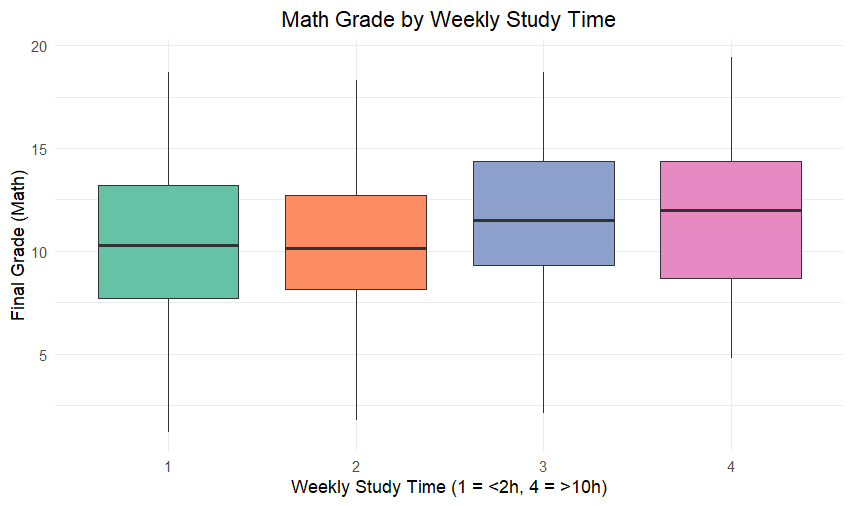 Math Grade by Weekly Study Time
Final Grade (Math)
20
15
10
5
1 2 3 4
Weekly Study Time (1 = <2h, 4 = >10h)